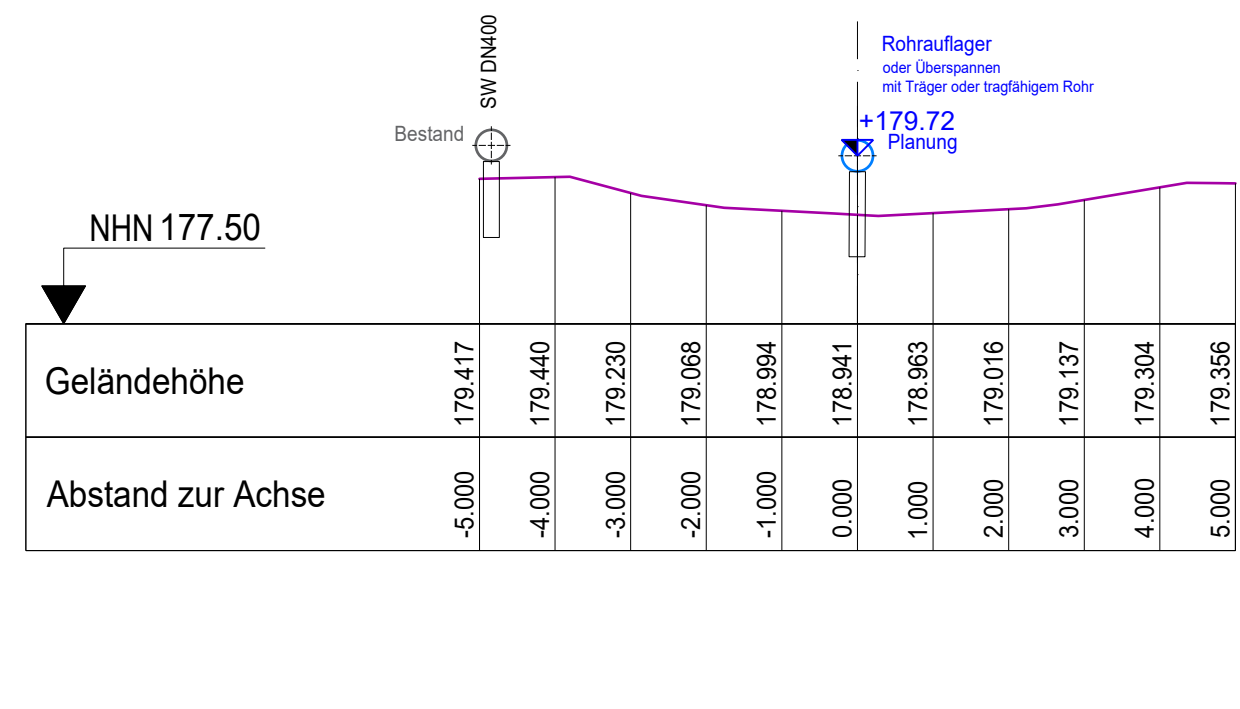 SW DN400
Rohrauflager
oder Überspannen
mit Träger oder tragfähigem Rohr
+179.72
Bestand
Planung
NHN 177.50
Geländehöhe 179.417 179.440 179.230 179.068 178.994 178.941 178.963 179.016 179.137 179.304 179.356
Abstand zur Achse -5.000 -4.000 -3.000 -2.000 -1.000 0.000 1.000 2.000 3.000 4.000 5.000